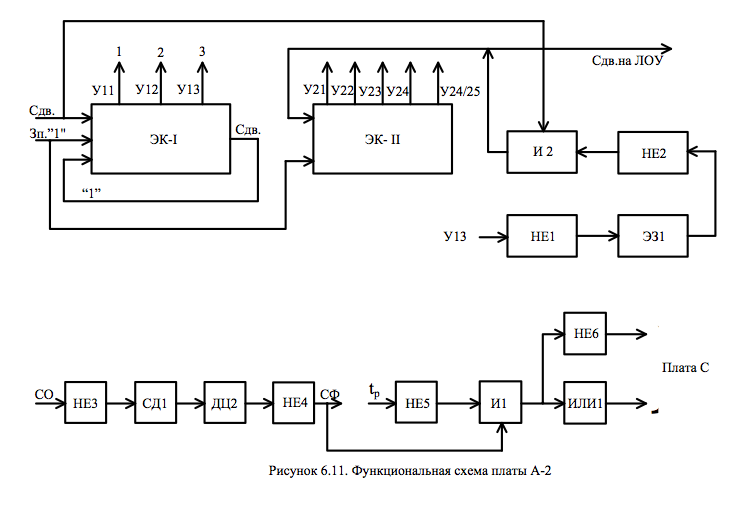 1 2 3
У11 У12 У13
У21 У22 У23 У24 У24/25
Сдв.на ЛОУ
Сдв.
Зп."1"
ЭК-I
Сдв.
"1"
ЭК- II
И 2
НЕ2
У13
НЕ1
ЭЗ1
НЕ6
Плата С
СО
НЕ3
СД1
ДЦ2
НЕ4
СФ
tр
НЕ5
И1
ИЛИ1
Рисунок 6.11. Функциональная схема платы А-2